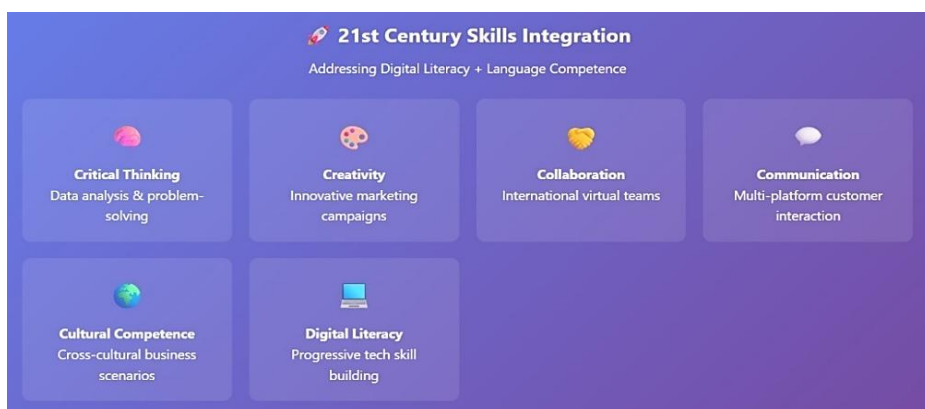 21st Century Skills Integration
Addressing Digital Literacy + Language Competence
Critical Thinking
Data analysis & problem-
solving
Creativity
Innovative marketing
campaigns
Collaboration
International virtual teams
Communication
Multi-platform customer
interaction
Cultural Competence
Cross-cultural business
scenarios
Digital Literacy
Progressive tech skill
building